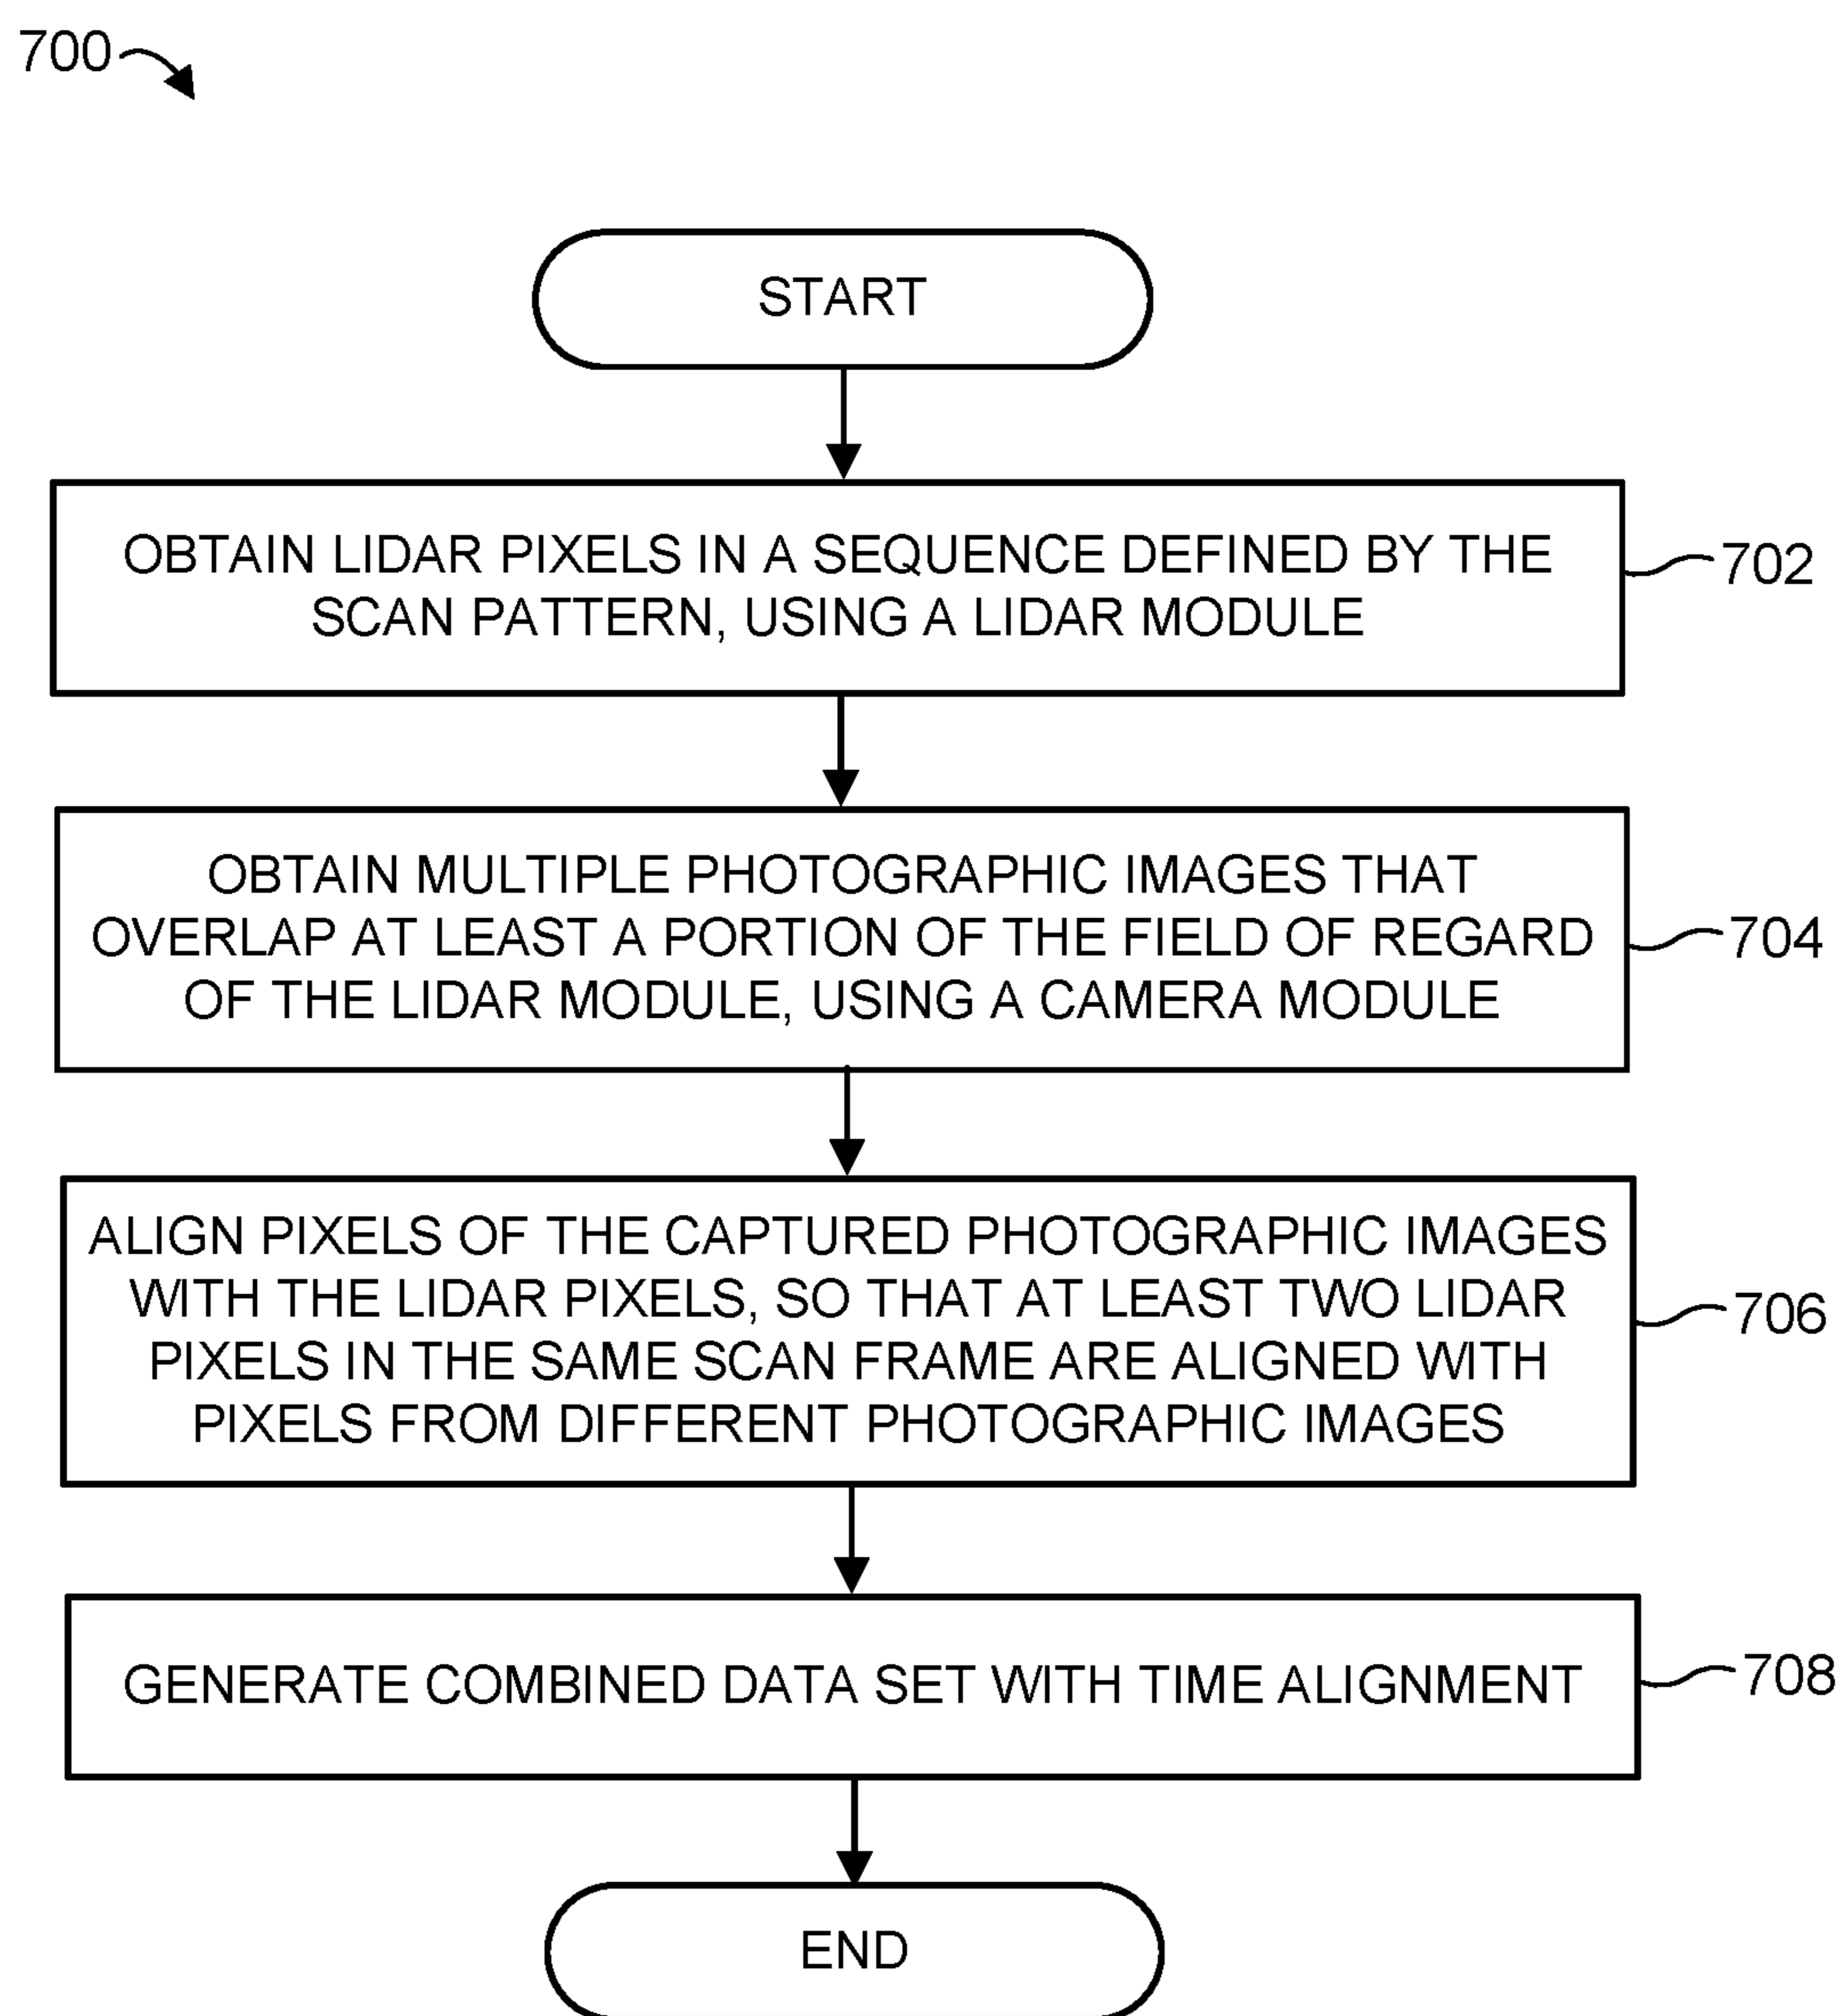 700
START
OBTAIN LIDAR PIXELS IN A SEQUENCE DEFINED BY THE
SCAN PATTERN, USING A LIDAR MODULE
702
OBTAIN MULTIPLE PHOTOGRAPHIC IMAGES THAT
OVERLAP AT LEAST A PORTION OF THE FIELD OF REGARD
OF THE LIDAR MODULE, USING A CAMERA MODULE
704
ALIGN PIXELS OF THE CAPTURED PHOTOGRAPHIC IMAGES
WITH THE LIDAR PIXELS, SO THAT AT LEAST TWO LIDAR
PIXELS IN THE SAME SCAN FRAME ARE ALIGNED WITH
PIXELS FROM DIFFERENT PHOTOGRAPHIC IMAGES
706
GENERATE COMBINED DATA SET WITH TIME ALIGNMENT
708
END